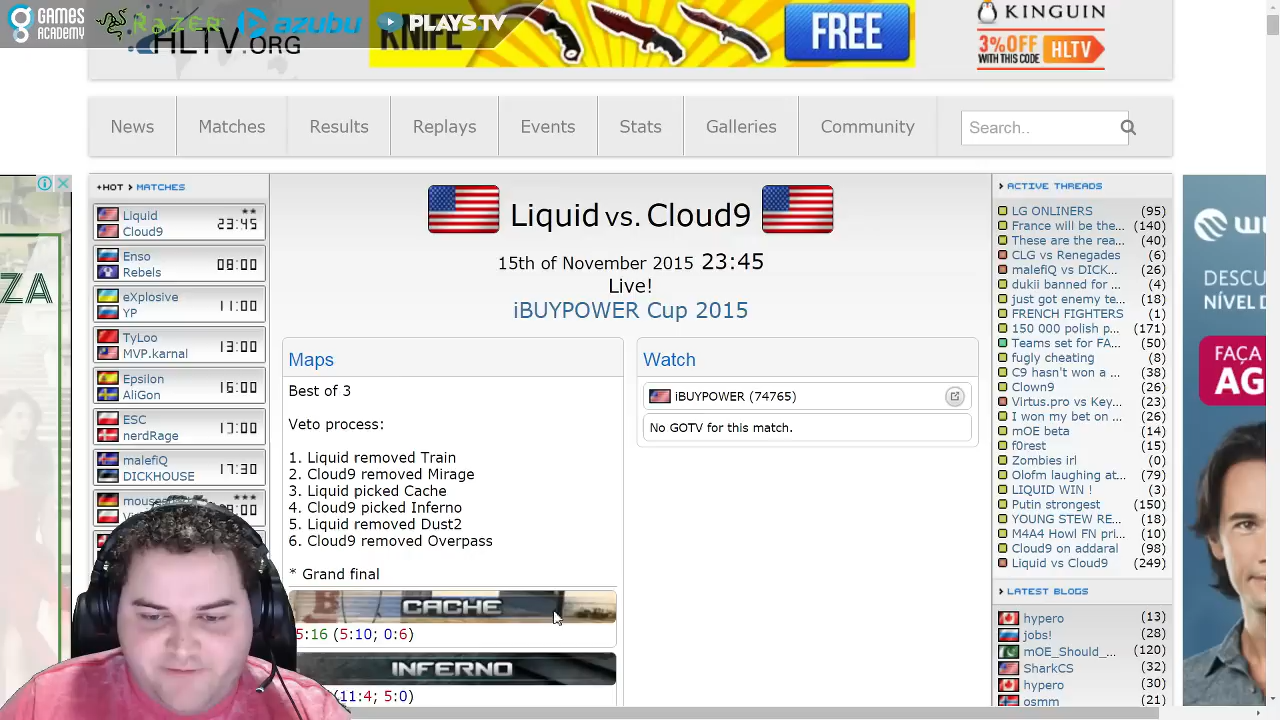 GAMES ACADEMY
RAZER
azubu
PLAYS.TV
HLTV.ORG
KNIFE
FREE
KINGUIN
3%OFF WITH THIS CODE HLTV
News Matches Results Replays Events Stats Galleries Community Search..
+HOT > MATCHES
Liquid 23:45
Cloud9
Enso 08:00
Rebels
eXplosive 11:00
YP
TyLoo 13:00
MVP.karnal
Epsilon 16:00
AliGon
ESC 17:00
nerdRage
malefiQ 17:30
DICKHOUSE
ZA
Liquid vs. Cloud9
15th of November 2015 23:45
Live!
iBUYPOWER Cup 2015
Maps
Best of 3
Veto process:
1. Liquid removed Train
2. Cloud9 removed Mirage
3. Liquid picked Cache
4. Cloud9 picked Inferno
5. Liquid removed Dust2
6. Cloud9 removed Overpass
* Grand final
CACHE
5:16 (5:10; 0:6)
INFERNO
(11:4; 5:0)
Watch
iBUYPOWER (74765)
No GOTV for this match.
> ACTIVE THREADS
LG ONLINERS (95)
France will be the... (140)
These are the rea... (40)
CLG vs Renegades (6)
malefiQ vs DICK... (26)
dukii banned for ... (4)
just got enemy te... (18)
FRENCH FIGHTERS (1)
150 000 polish p... (171)
Teams set for FA... (50)
fugly cheating (8)
C9 hasn't won a ... (38)
Clown9 (26)
Virtus.pro vs Key... (23)
I won my bet on ... (26)
mOE beta (14)
f0rest (15)
Zombies irl (0)
Olofm laughing at... (79)
LIQUID WIN ! (3)
Putin strongest (150)
YOUNG STEW RE... (18)
M4A4 Howl FN pri... (10)
Cloud9 on addaral (98)
Liquid vs Cloud9 (249)
> LATEST BLOGS
hypero (13)
jobs! (28)
mOE_Should_... (120)
SharkCS (32)
hypero (30)
osmm (21)
DESCU
NÍVEL D
FAÇA
AG